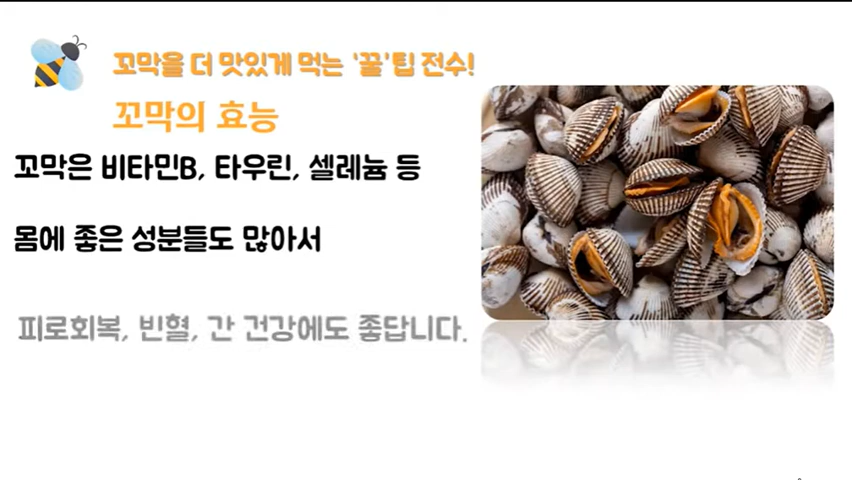 꼬막을 더 맛있게 먹는 '꿀'팁 전수!
꼬막의 효능
꼬막은 비타민B, 타우린, 셀레늄 등
몸에 좋은 성분들도 많아서
피로회복, 빈혈, 간 건강에도 좋답니다.